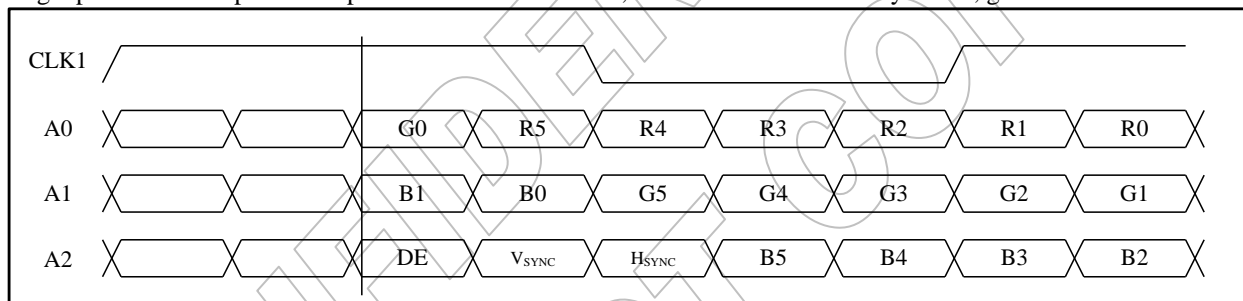 CLK1
A0 G0 R5 R4 R3 R2 R1 R0
A1 B1 B0 G5 G4 G3 G2 G1
A2 DE VSYNC HSYNC B5 B4 B3 B2